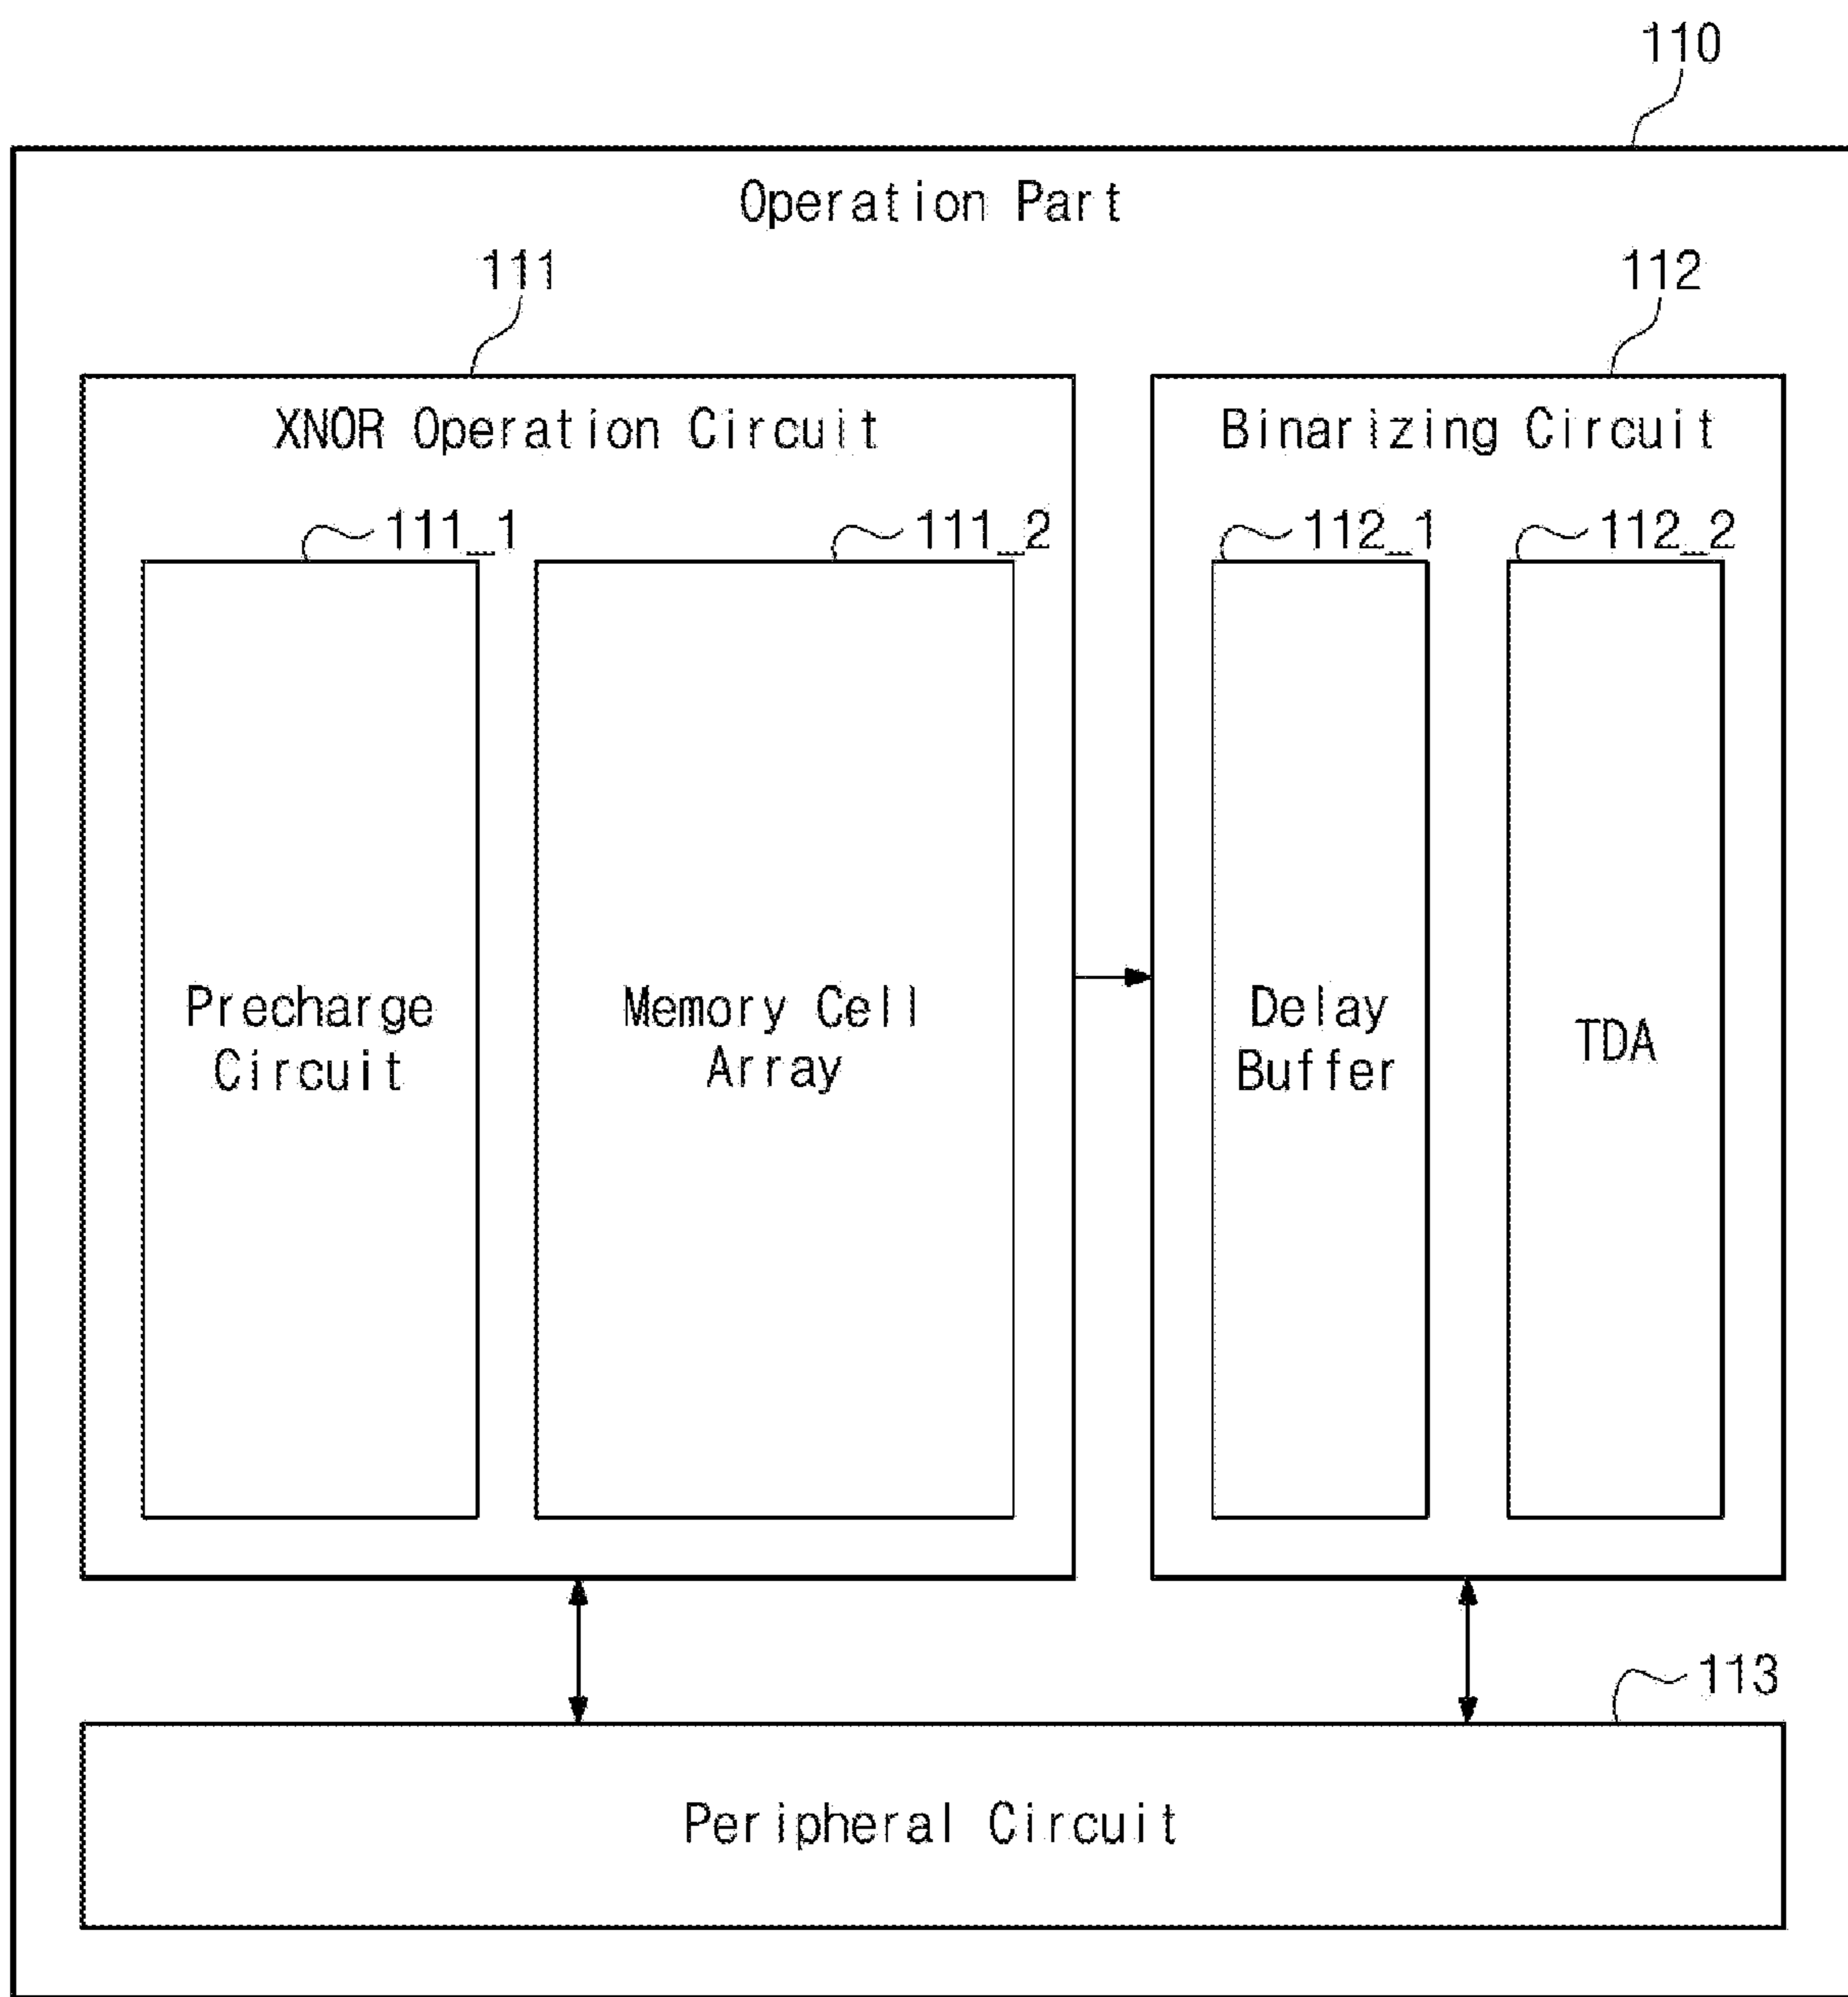 110
Operation Part
111
112
XNOR Operation Circuit
Binarizing Circuit
111_1
111_2
112_1
112_2
Precharge
Circuit
Memory Cell
Array
Delay
Buffer
TDA
113
Peripheral Circuit